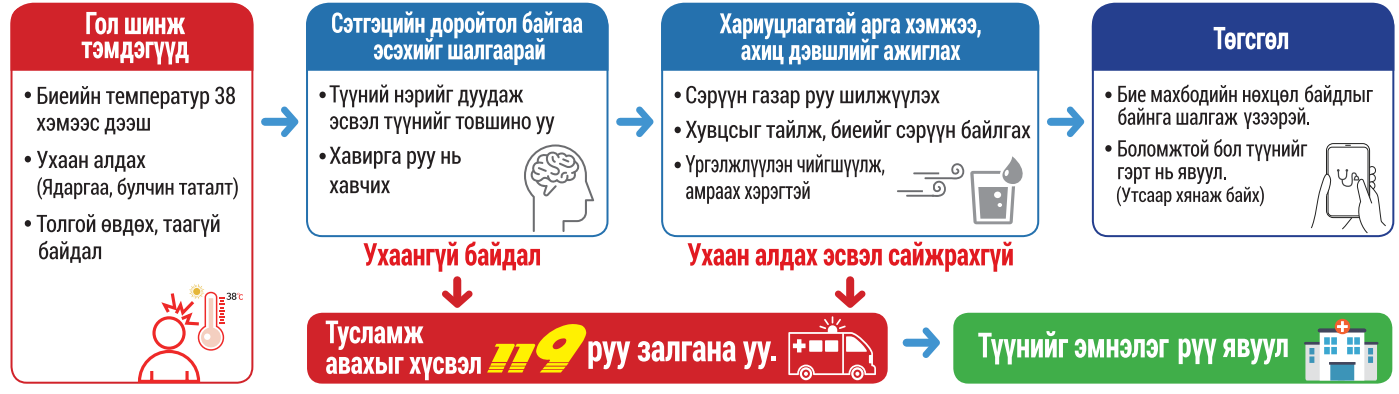 Гол шинж
тэмдэгүүд
• Биеийн температур 38
хэмээс дээш
• Ухаан алдах
(Ядаргаа, булчин таталт)
• Толгой өвдөх, таагүй
байдал
38℃
Сэтгэцийн доройтол байгаа
эсэхийг шалгаарай
• Түүний нэрийг дуудаж
эсвэл түүнийг товшино уу
• Хавирга руу нь
хавчих
Хариуцлагатай арга хэмжээ,
ахиц дэвшлийг ажиглах
• Сэрүүн газар руу шилжүүлэх
• Хувцсыг тайлж, биеийг сэрүүн байлгах
• Үргэлжлүүлэн чийгшүүлж,
амраах хэрэгтэй
Төгсгөл
• Бие махбодийн нөхцөл байдлыг
байнга шалгаж үзээрэй.
• Боломжтой бол түүнийг
гэрт нь явуул.
(Утсаар хянаж байх)
Ухаангүй байдал
Ухаан алдах эсвэл сайжрахгүй
Тусламж
авахыг хүсвэл 119 руу залгана уу.
Түүнийг эмнэлэг рүү явуул